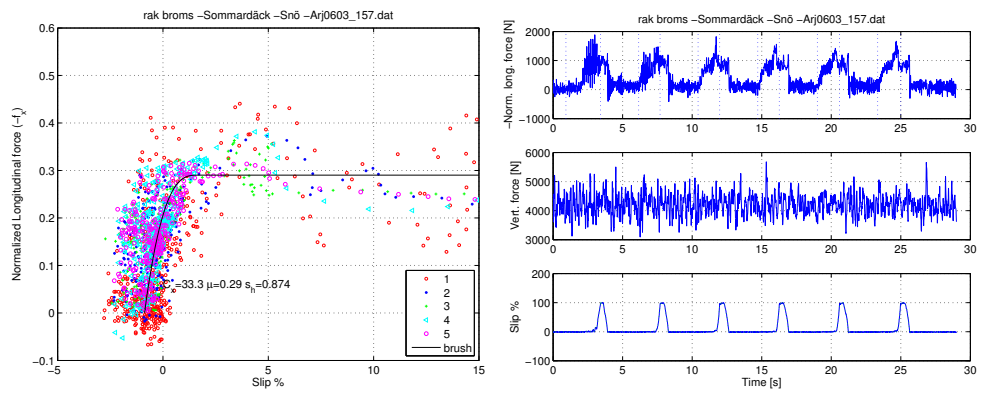 rak broms −Sommardäck −Snö −Arj0603_157.dat
Normalized Longitudinal force (−fx)
0.6
0.5
0.4
0.3
0.2
0.1
0
−0.1
x=33.3 μ=0.29 sh=0.874
1
2
3
4
5
brush
−5 0 5 10 15
Slip %
rak broms −Sommardäck −Snö −Arj0603_157.dat
−Norm. long. force [N]
2000
1000
0
−1000
0 5 10 15 20 25 30
Vert. force [N]
6000
5000
4000
3000
0 5 10 15 20 25 30
Slip %
200
100
0
−100
0 5 10 15 20 25 30
Time [s]